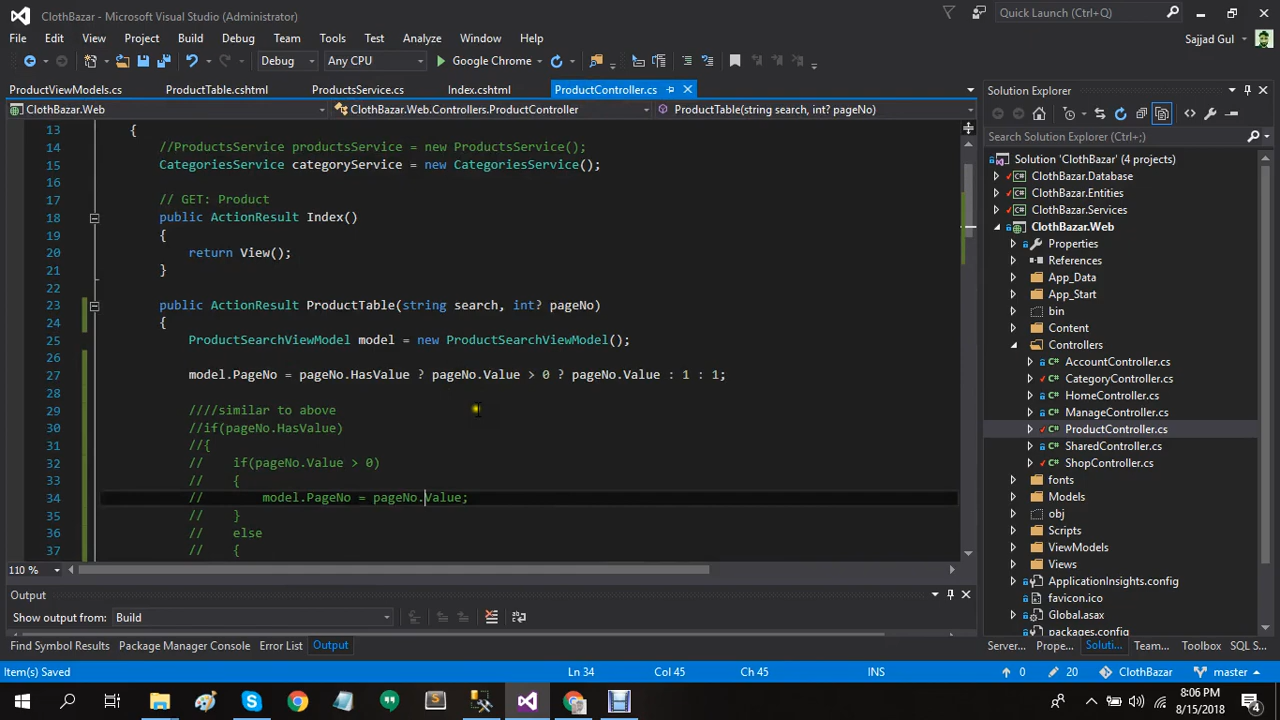 ClothBazar - Microsoft Visual Studio (Administrator)
Quick Launch (Ctrl+Q)
File Edit View Project Build Debug Team Tools Test Analyze Window Help
Sajjad Gul
Debug Any CPU Google Chrome
ProductViewModels.cs ProductTable.cshtml ProductsService.cs Index.cshtml ProductController.cs
ClothBazar.Web ClothBazar.Web.Controllers.ProductController ProductTable(string search, int? pageNo)
13 {
14 //ProductsService productsService = new ProductsService();
15 CategoriesService categoryService = new CategoriesService();
16
17 // GET: Product
18 public ActionResult Index()
19 {
20 return View();
21 }
22
23 public ActionResult ProductTable(string search, int? pageNo)
24 {
25 ProductSearchViewModel model = new ProductSearchViewModel();
26
27 model.PageNo = pageNo.HasValue ? pageNo.Value > 0 ? pageNo.Value : 1 : 1;
28
29 ////similar to above
30 //if(pageNo.HasValue)
31 //{
32 // if(pageNo.Value > 0)
33 // {
34 // model.PageNo = pageNo.Value;
35 // }
36 // else
37 // {
110 %
Output
Show output from: Build
Find Symbol Results Package Manager Console Error List Output
Solution Explorer
Search Solution Explorer (Ctrl+;)
Solution 'ClothBazar' (4 projects)
ClothBazar.Database
ClothBazar.Entities
ClothBazar.Services
ClothBazar.Web
Properties
References
App_Data
App_Start
bin
Content
Controllers
AccountController.cs
CategoryController.cs
HomeController.cs
ManageController.cs
ProductController.cs
SharedController.cs
ShopController.cs
fonts
Models
obj
Scripts
ViewModels
Views
ApplicationInsights.config
favicon.ico
Global.asax
packages.config
Server... Prope... Soluti... Team... Toolbox SQL S...
Item(s) Saved Ln 34 Col 45 Ch 45 INS 0 20 ClothBazar master
8:06 PM
8/15/2018
4